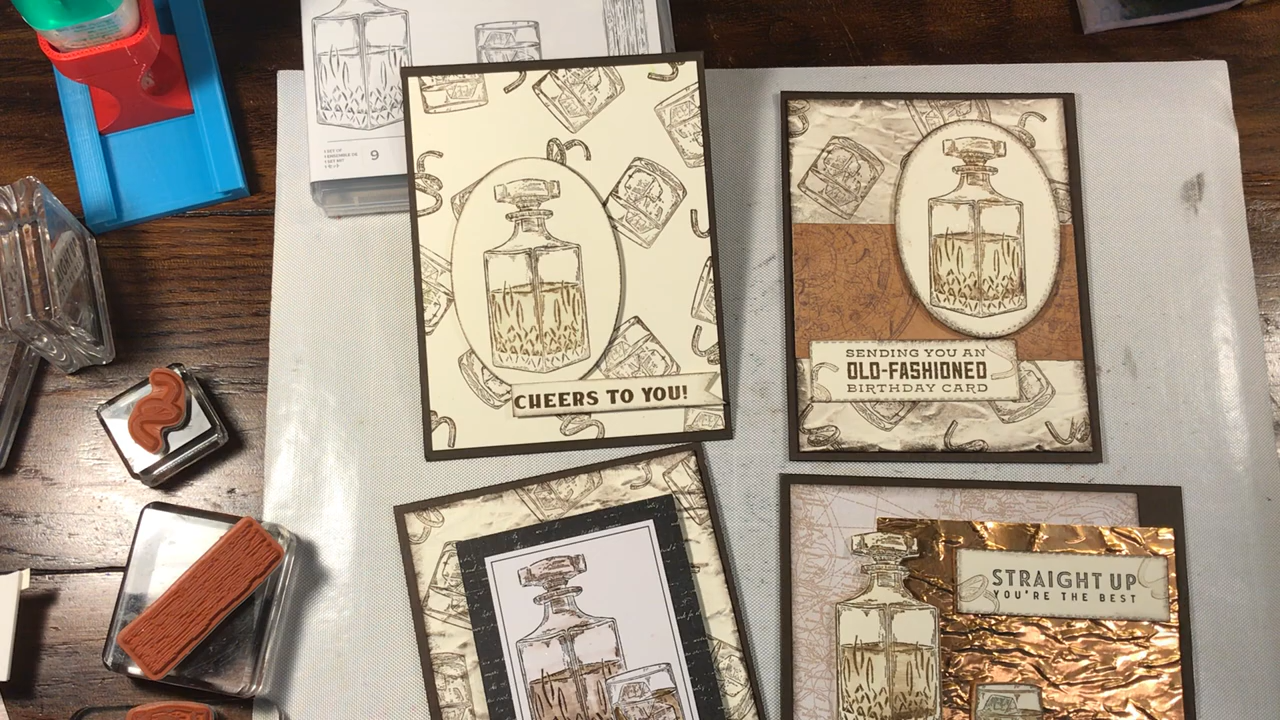 9
CHEERS TO YOU!
SENDING YOU AN
OLD-FASHIONED
BIRTHDAY CARD
STRAIGHT UP
YOU'RE THE BEST